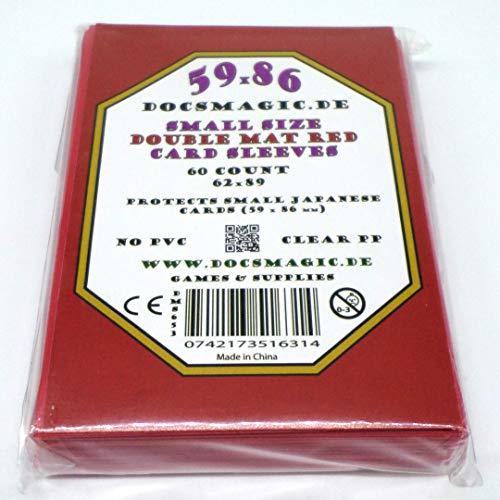 59x86
DOCSMAGIC.DE
SMALL SIZE
DOUBLE MAT RED
CARD SLEEVES
60 COUNT
62x89
PROTECTS SMALL JAPANESE
CARDS (59 x 86 MM)
NO PVC CLEAR PP
WWW.DOCSMAGIC.DE
GAMES & SUPPLIES
CE DM8653 0-3
0742173516314
Made in China